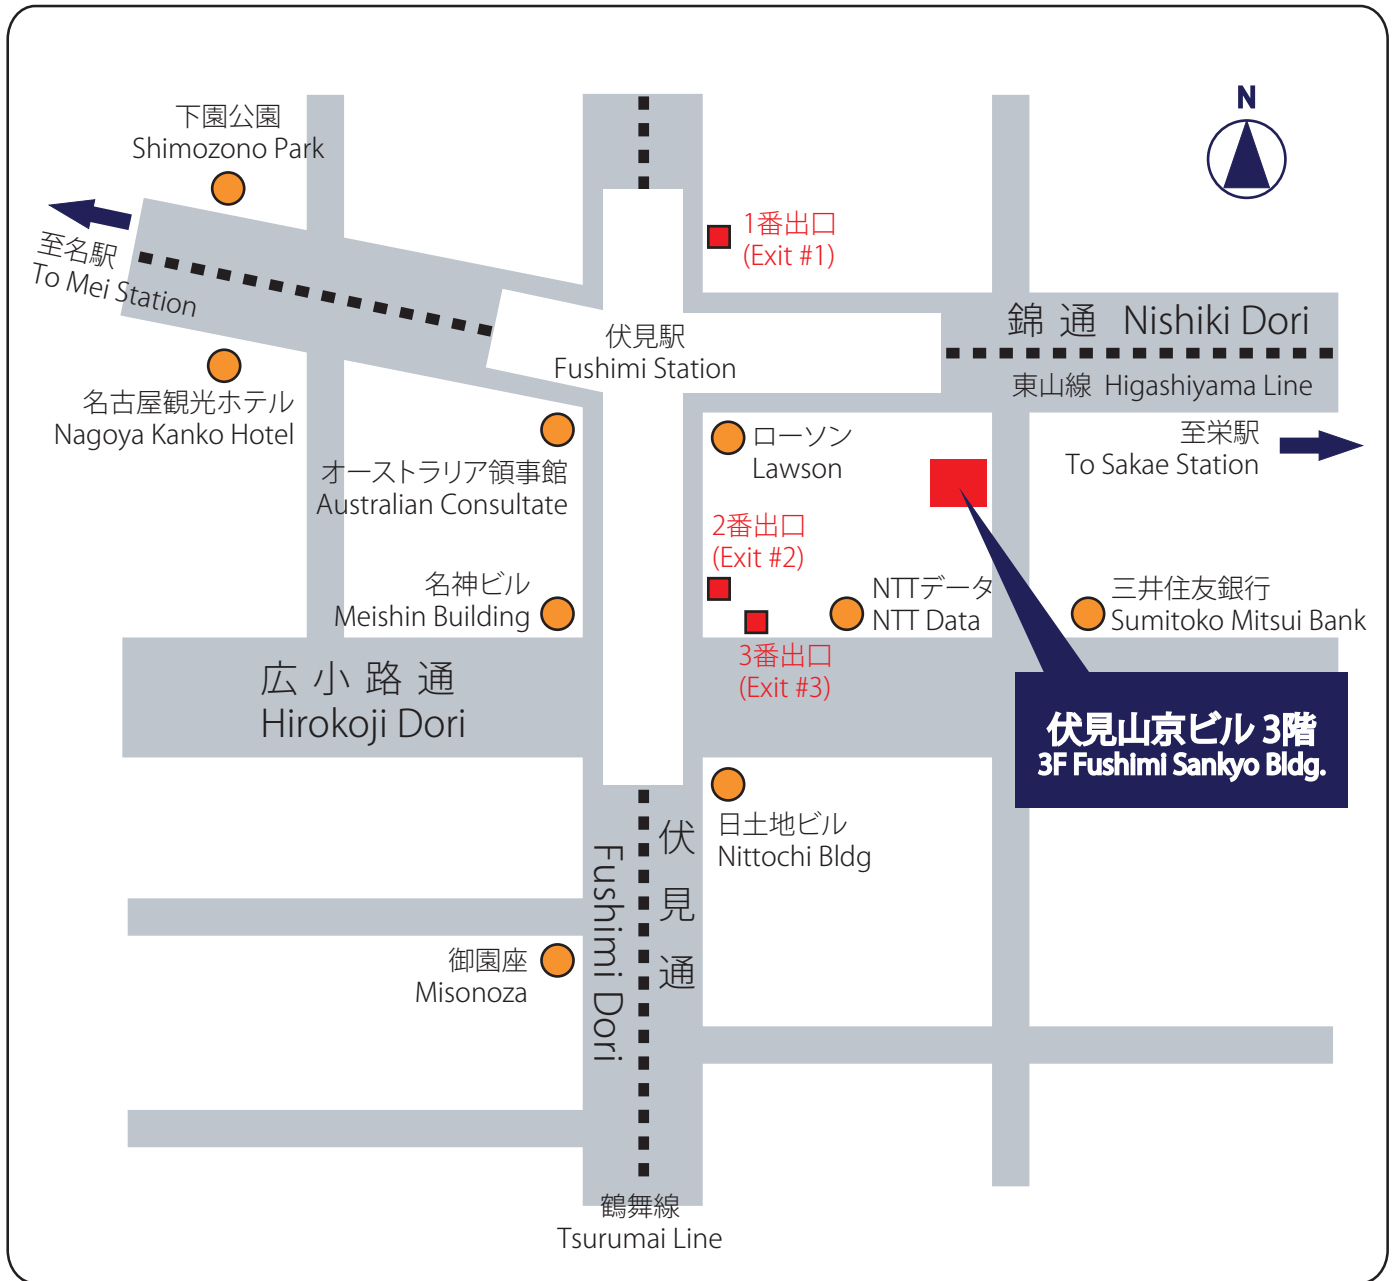 N
下園公園
Shimozono Park
1番出口
(Exit #1)
至名駅
To Mei Station
錦通 Nishiki Dori
伏見駅
Fushimi Station
東山線 Higashiyama Line
名古屋観光ホテル
Nagoya Kanko Hotel
ローソン
Lawson
至栄駅
To Sakae Station
オーストラリア領事館
Australian Consultate
2番出口
(Exit #2)
名神ビル
Meishin Building
NTTデータ
NTT Data
三井住友銀行
Sumitoko Mitsui Bank
3番出口
(Exit #3)
広小路通
Hirokoji Dori
伏見山京ビル 3階
3F Fushimi Sankyo Bldg.
日土地ビル
Nittochi Bldg
伏見通
Fushimi Dori
御園座
Misonoza
鶴舞線
Tsurumai Line